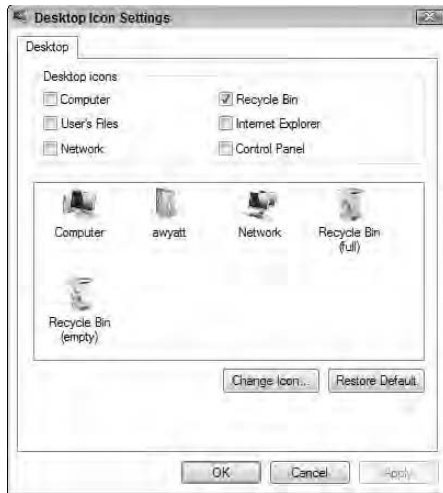 Desktop Icon Settings
Desktop
Desktop icons
Computer
Recycle Bin
User's Files
Internet Explorer
Network
Control Panel
Computer
awyatt
Network
Recycle Bin
(full)
Recycle Bin
(empty)
Change Icon...
Restore Default
OK
Cancel
Apply